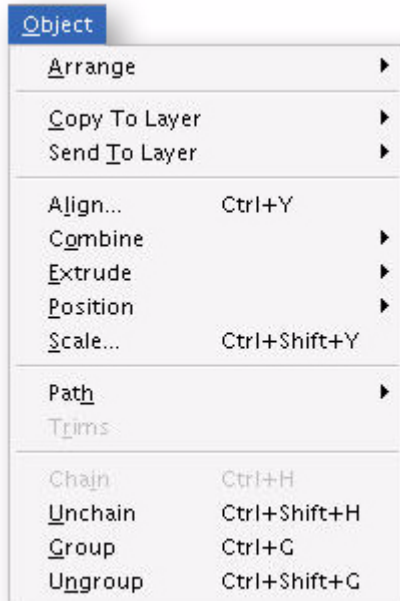 Object
Arrange
Copy To Layer
Send To Layer
Align... Ctrl+Y
Combine
Extrude
Position
Scale... Ctrl+Shift+Y
Path
Trims
Chain Ctrl+H
Unchain Ctrl+Shift+H
Group Ctrl+G
Ungroup Ctrl+Shift+G